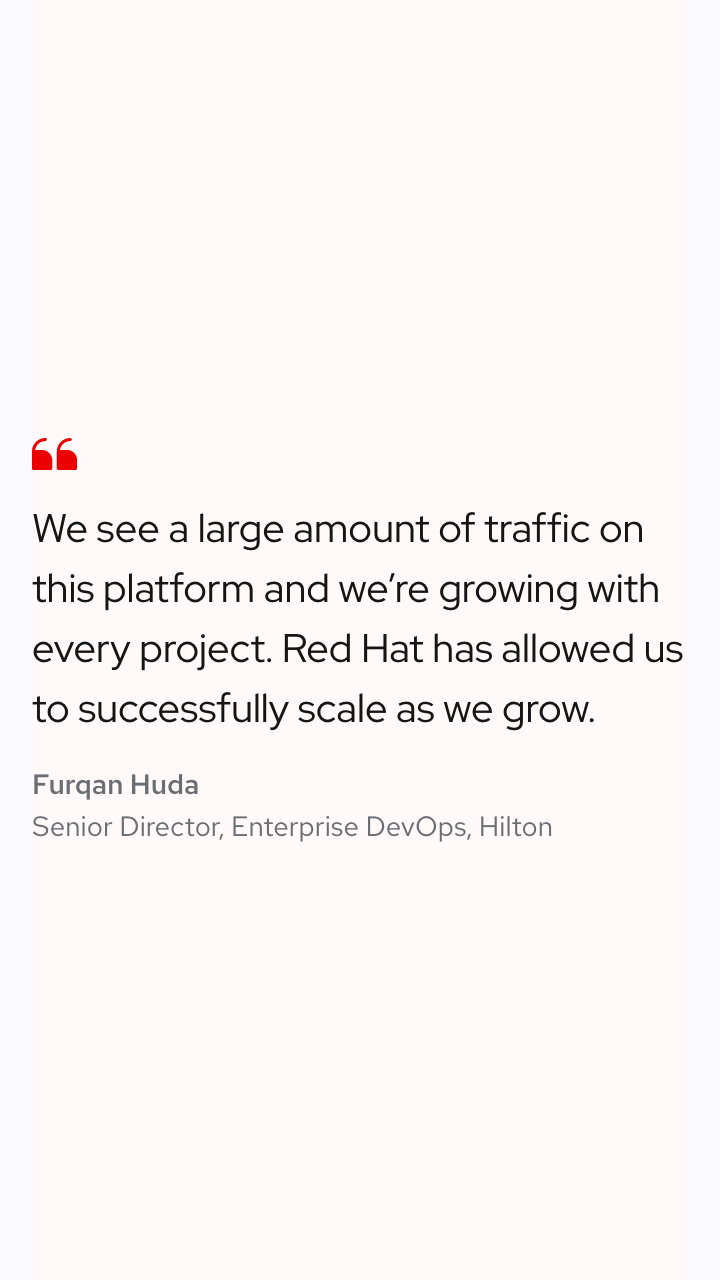 We see a large amount of traffic on
this platform and we’re growing with
every project. Red Hat has allowed us
to successfully scale as we grow.
Furqan Huda
Senior Director, Enterprise DevOps, Hilton